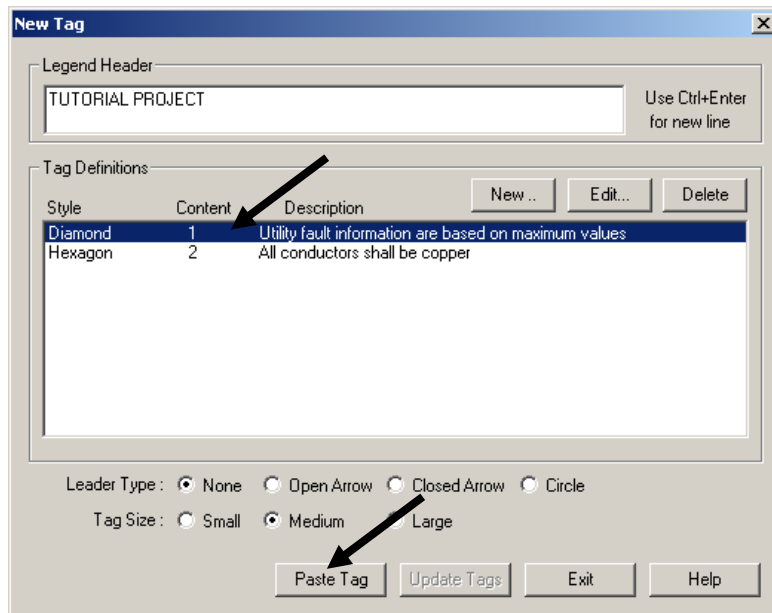 New Tag
Legend Header
TUTORIAL PROJECT
Use Ctrl+Enter
for new line
Tag Definitions
New .. Edit... Delete
Style Content Description
Diamond 1 Utility fault information are based on maximum values
Hexagon 2 All conductors shall be copper
Leader Type : None Open Arrow Closed Arrow Circle
Tag Size : Small Medium Large
Paste Tag Update Tags Exit Help